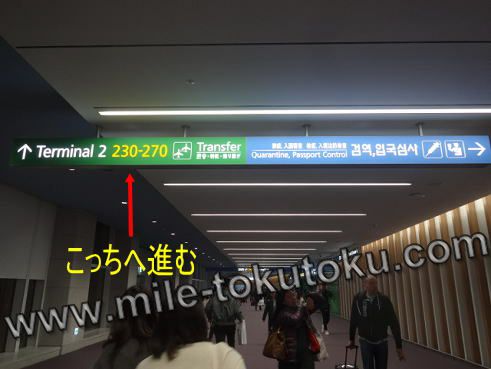 ↑ Terminal 2 230-270 Transfer
Quarantine, Passport Control 검역,입국심사 →
こっちへ進む
www.mile-tokutoku.com